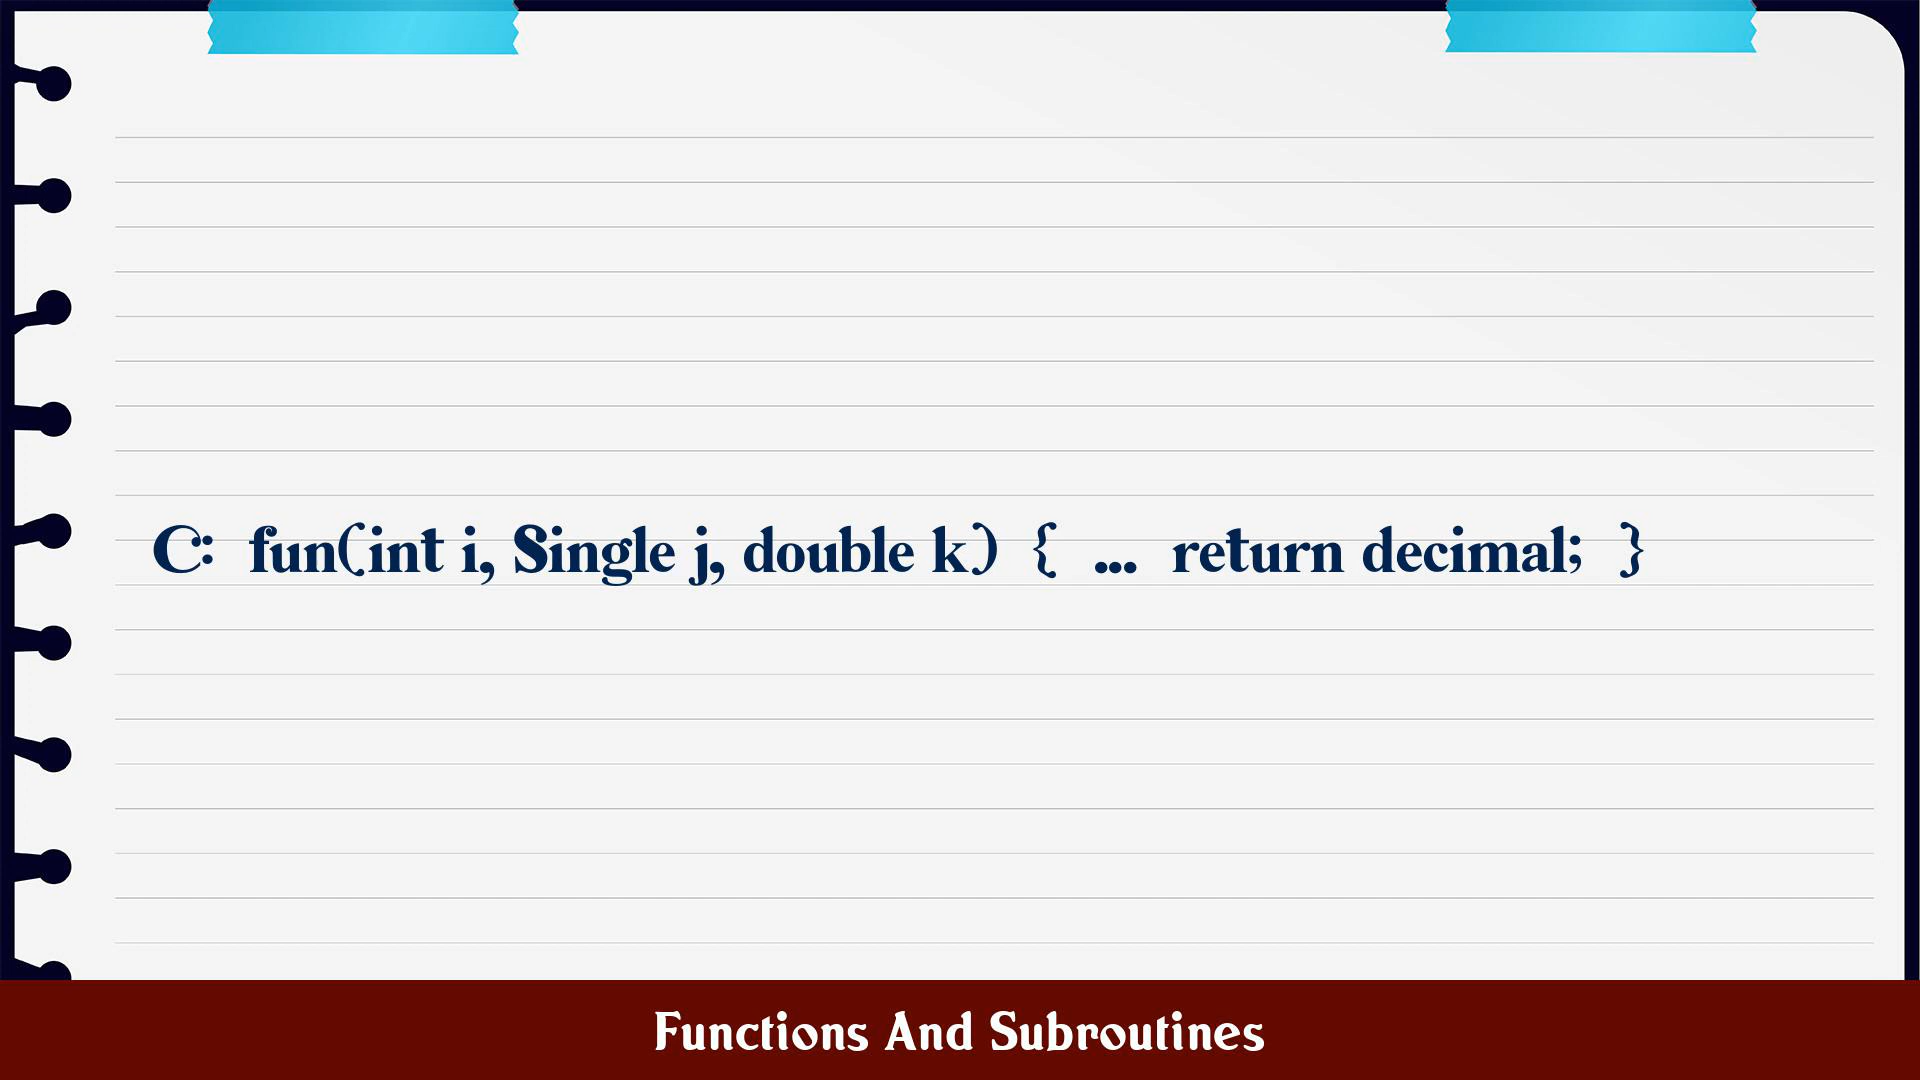 C: fun(int i, Single j, double k) { ... return decimal; }
Functions And Subroutines